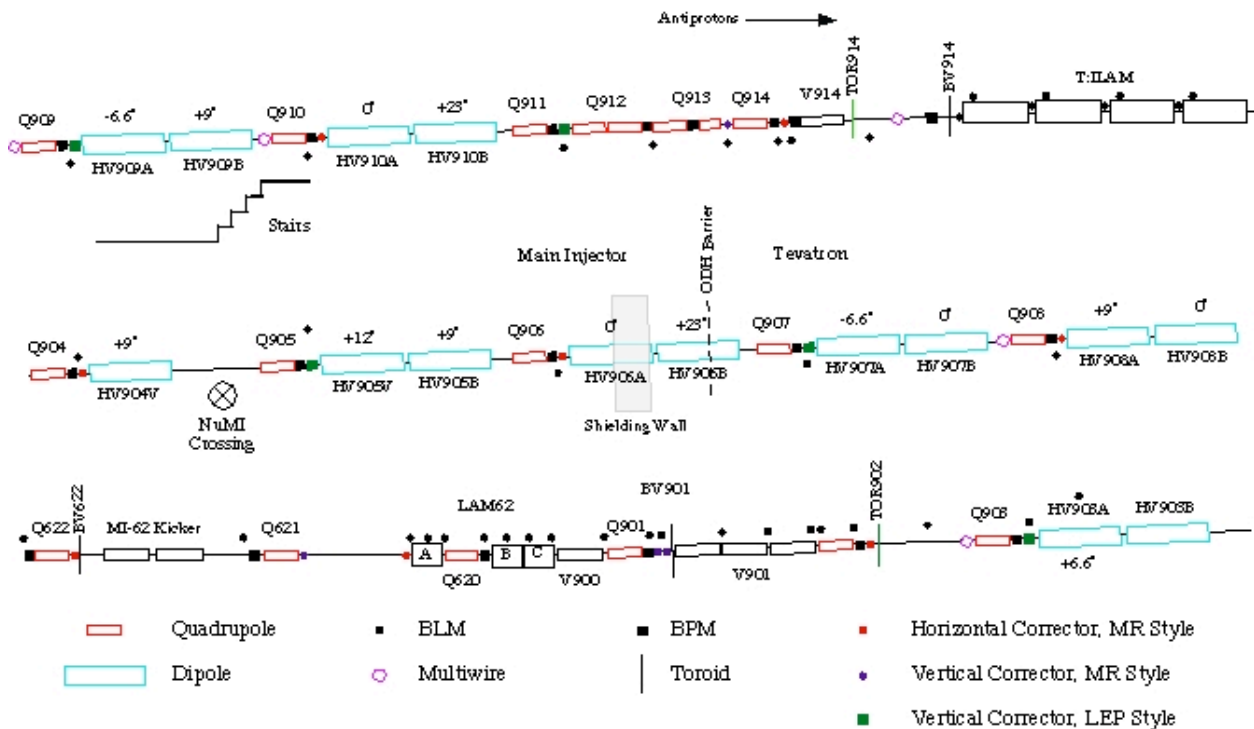 Antiprotons
TOR914
BV914
T:ILAM
Q909
-6.6°
+9°
Q910
0°
+23°
Q911
Q912
Q913
Q914
V914
HV909A
HV909B
HV910A
HV910B
Stairs
Main Injector
ODH Barrier
Tevatron
Q904
+9°
Q905
+12°
+9°
Q906
0°
+23°
Q907
-6.6°
0°
Q908
+9°
0°
HV904V
HV905V
HV905B
HV906A
HV906B
HV907A
HV907B
HV908A
HV908B
NuMI
Crossing
Shielding Wall
Q622
BV622
MI-62 Kicker
Q621
LAM62
A
B
C
Q620
V900
Q901
BV901
V901
TOR902
Q903
HV903A
HV903B
+6.6°
Quadrupole
BLM
BPM
Horizontal Corrector, MR Style
Dipole
Multiwire
Toroid
Vertical Corrector, MR Style
Vertical Corrector, LEP Style